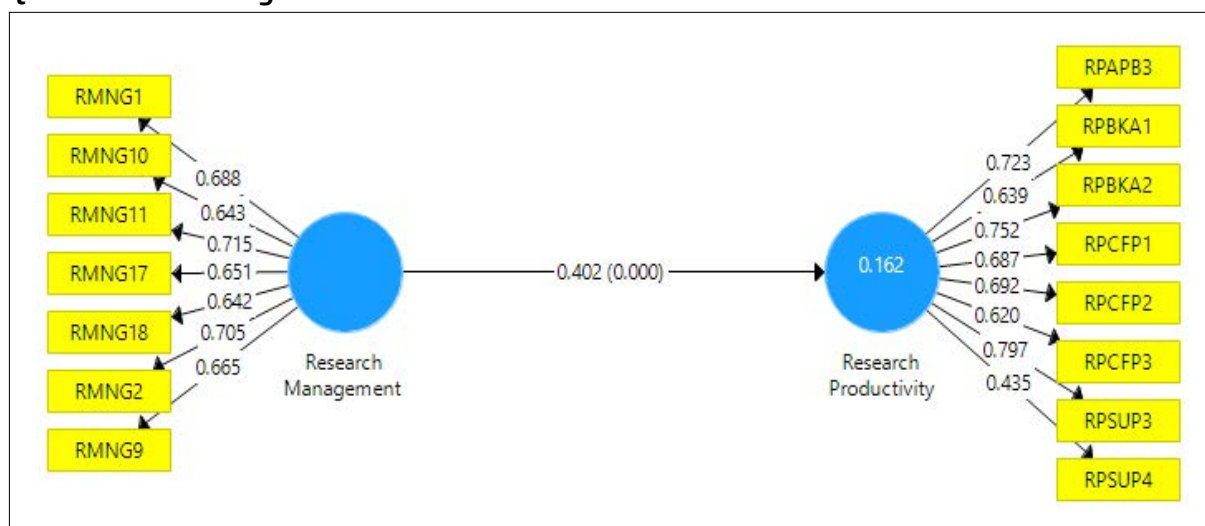 RMNG1
RMNG10
RMNG11
RMNG17
RMNG18
RMNG2
RMNG9
0.688
0.643
0.715
0.651
0.642
0.705
0.665
Research
Management
0.402 (0.000)
0.162
Research
Productivity
0.723
0.639
0.752
0.687
0.692
0.620
0.797
0.435
RPAPB3
RPBKA1
RPBKA2
RPCFP1
RPCFP2
RPCFP3
RPSUP3
RPSUP4